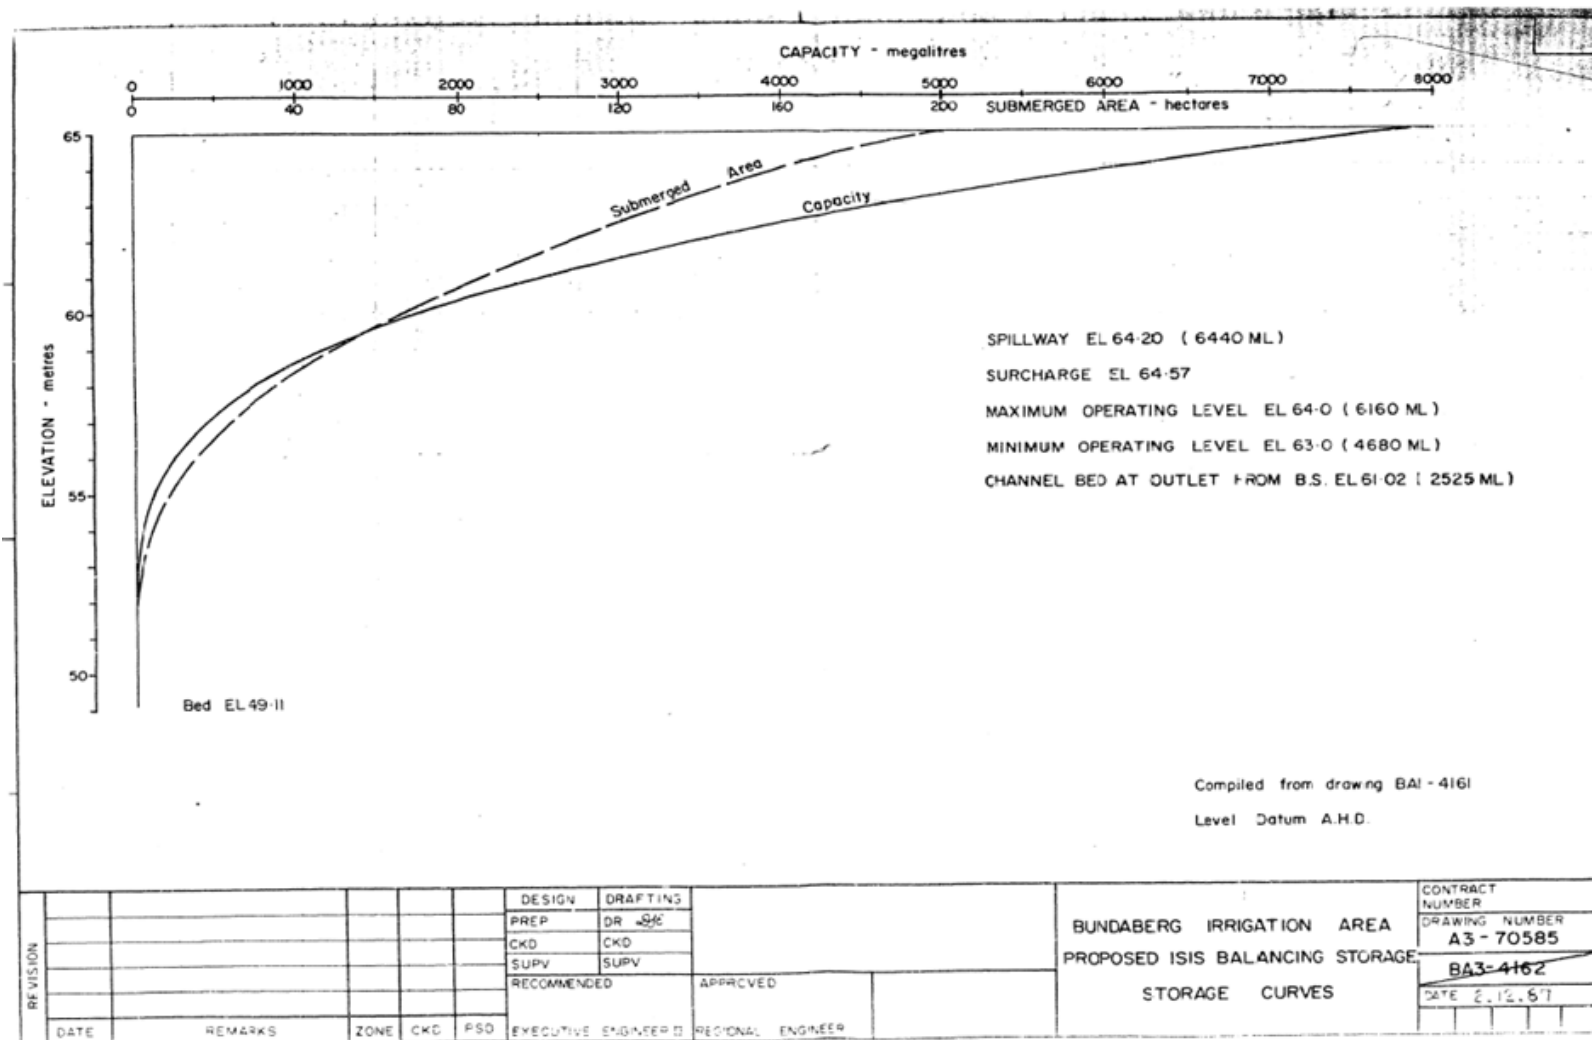 CAPACITY - megalitres
0 1000 2000 3000 4000 5000 6000 7000 8000
0 40 80 120 160 200 SUBMERGED AREA - hectares
65
60
55
50
ELEVATION - metres
Submerged Area
Capacity
SPILLWAY EL 64·20 (6440 ML)
SURCHARGE EL 64·57
MAXIMUM OPERATING LEVEL EL 64·0 (6160 ML)
MINIMUM OPERATING LEVEL EL 63·0 (4680 ML)
CHANNEL BED AT OUTLET FROM B.S. EL 61·02 ( 2525 ML)
Bed EL 49·11
Compiled from drawing BA1-4161
Level Datum A.H.D.
REVISION
DATE REMARKS ZONE CKD PSD
DESIGN DRAFTING
PREP DR
CKD CKD
SUPV SUPV
RECOMMENDED APPROVED
EXECUTIVE ENGINEER REGIONAL ENGINEER
BUNDABERG IRRIGATION AREA
PROPOSED ISIS BALANCING STORAGE
STORAGE CURVES
CONTRACT
NUMBER
DRAWING NUMBER
A3-70585
BA3-4162
DATE 2.12.87